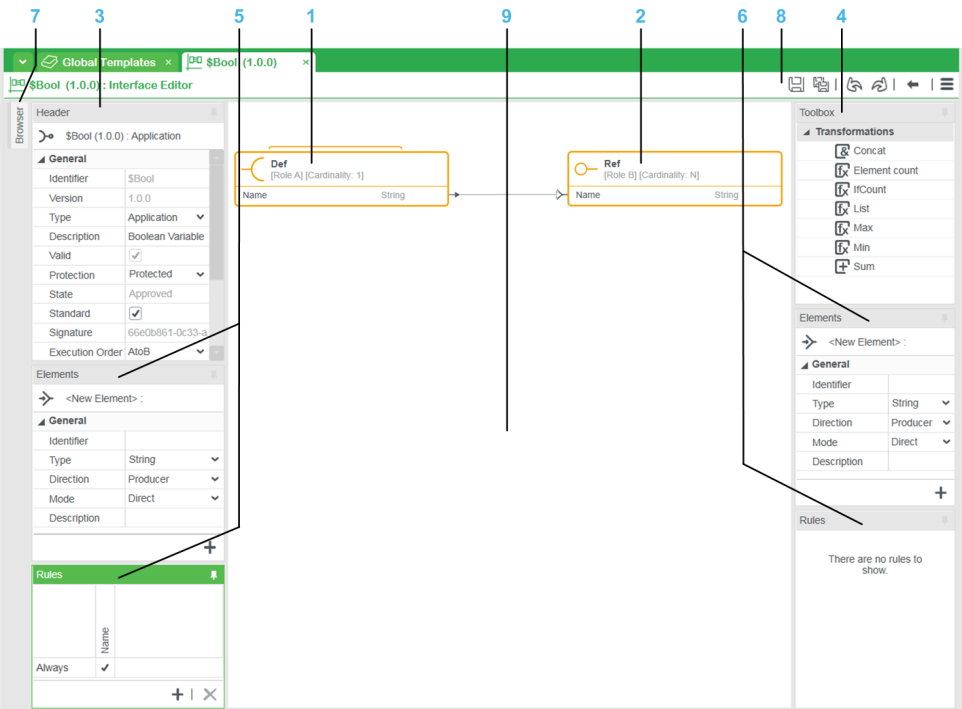 7 3 1 5 9 2 6 8 4
Global Templates × $Bool (1.0.0) ×
$Bool (1.0.0) : Interface Editor
Browser
Header
$Bool (1.0.0) : Application
General
Identifier $Bool
Version 1.0.0
Type Application
Description Boolean Variable
Valid
Protection Protected
State Approved
Standard
Signature 66e0b861-0c33-a
Execution Order AtoB
Elements
<New Element> :
General
Identifier
Type String
Direction Producer
Mode Direct
Description
Rules
Name
Always
Def
[Role A] [Cardinality: 1]
Name String
Ref
[Role B] [Cardinality: N]
Name String
Toolbox
Transformations
& Concat
fx Element count
fx IfCount
fx List
fx Max
fx Min
+ Sum
Elements
<New Element> :
General
Identifier
Type String
Direction Producer
Mode Direct
Description
Rules
There are no rules to
show.